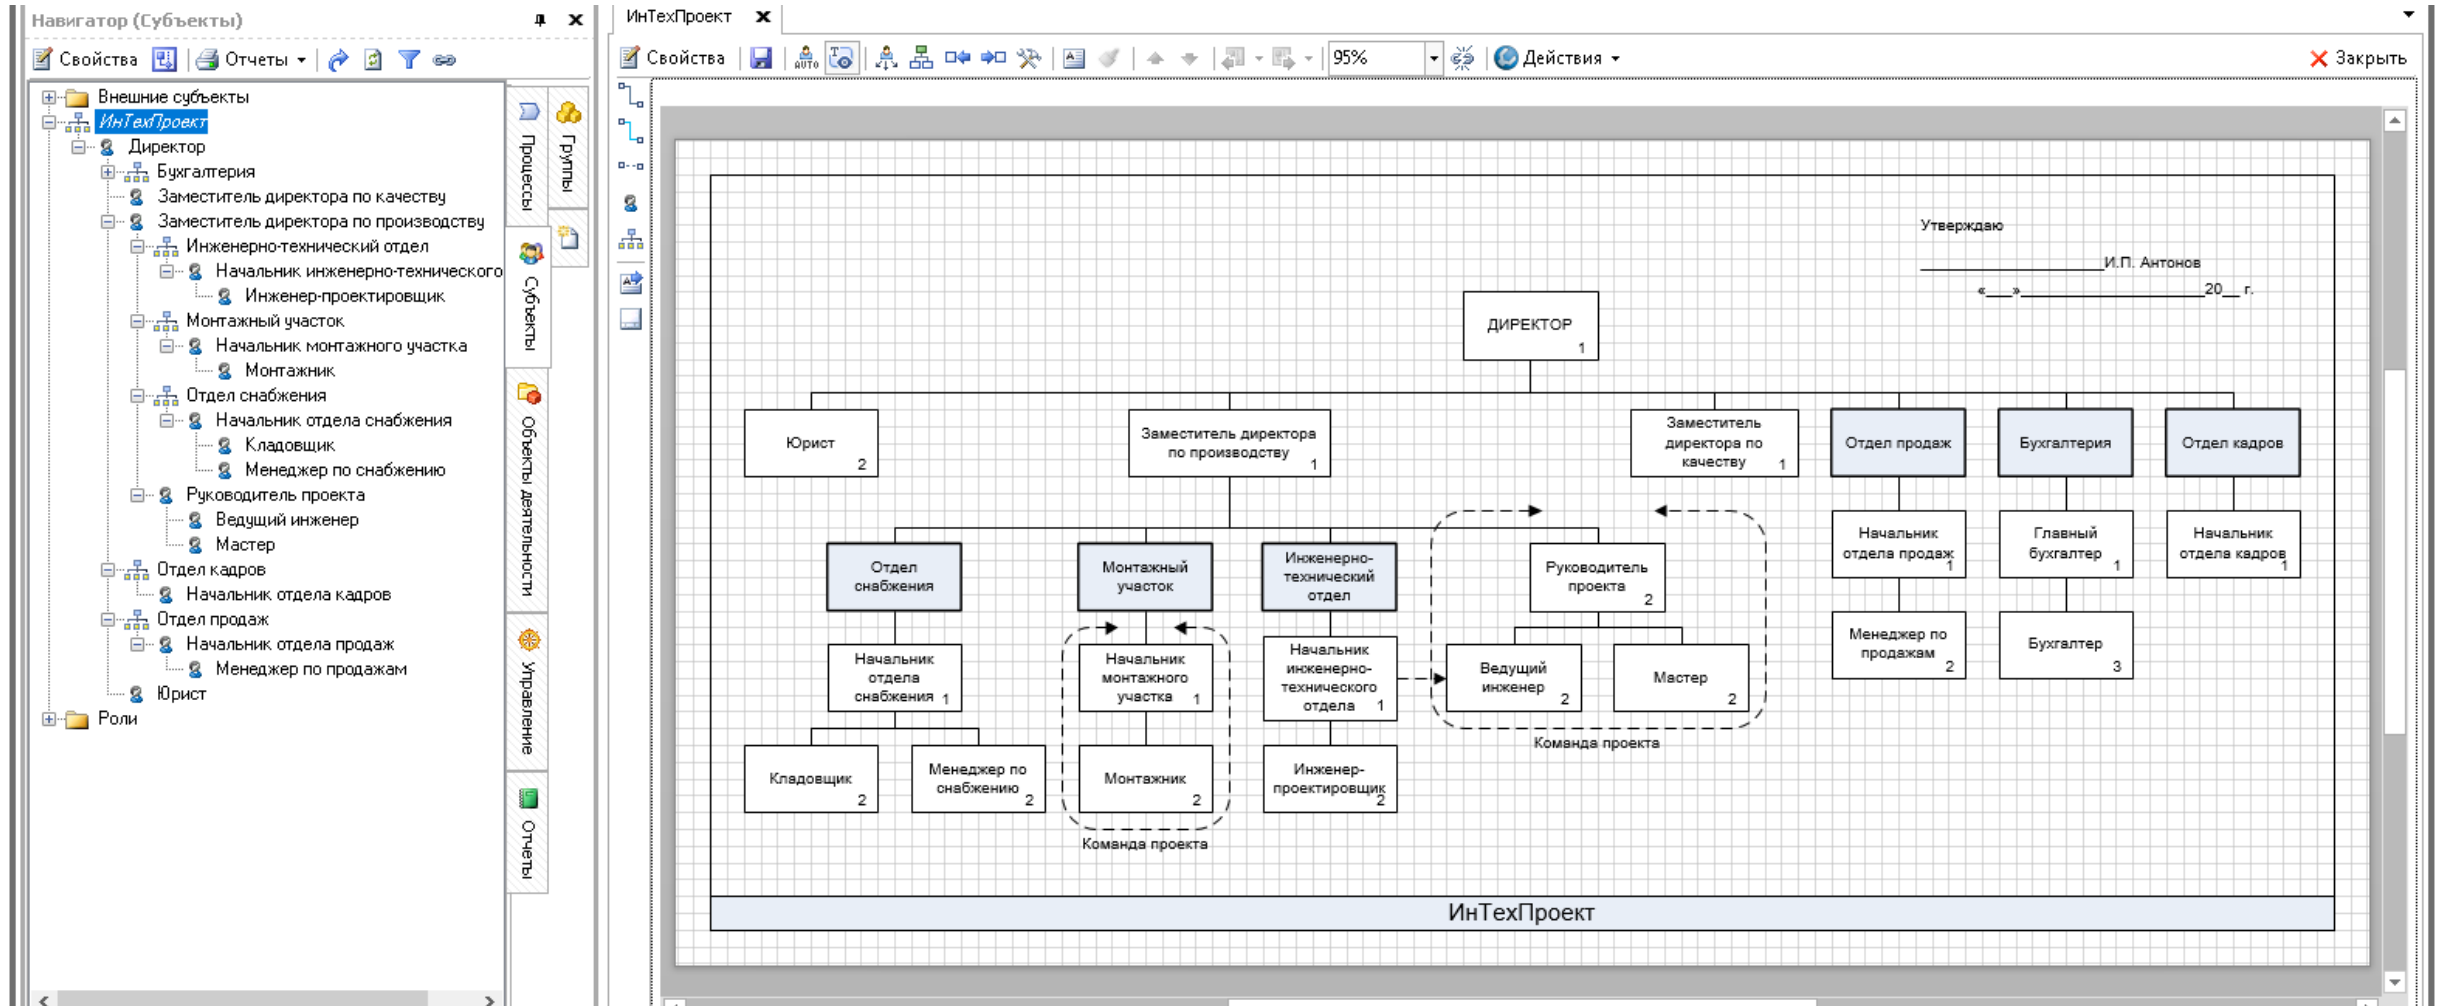 Навигатор (Субъекты)
Свойства
Отчеты
Внешние субъекты
ИнТехПроект
Директор
Бухгалтерия
Заместитель директора по качеству
Заместитель директора по производству
Инженерно-технический отдел
Начальник инженерно-технического
Инженер-проектировщик
Монтажный участок
Начальник монтажного участка
Монтажник
Отдел снабжения
Начальник отдела снабжения
Кладовщик
Менеджер по снабжению
Руководитель проекта
Ведущий инженер
Мастер
Отдел кадров
Начальник отдела кадров
Отдел продаж
Начальник отдела продаж
Менеджер по продажам
Юрист
Роли
Процессы
Субъекты
Объекты деятельности
Управление
Отчеты
Группы
ИнТехПроект
Свойства
AUTO
95%
Действия
Закрыть
Утверждаю
____________________И.П. Антонов
«___»____________________20__ г.
ДИРЕКТОР
1
Юрист
2
Заместитель директора
по производству
1
Заместитель
директора по
качеству
1
Отдел продаж
Бухгалтерия
Отдел кадров
Начальник
отдела продаж
1
Главный
бухгалтер
1
Начальник
отдела кадров
1
Отдел
снабжения
Монтажный
участок
Инженерно-
технический
отдел
Руководитель
проекта
2
Менеджер по
продажам
2
Бухгалтер
3
Начальник
отдела
снабжения
1
Начальник
монтажного
участка
1
Начальник
инженерно-
технического
отдела
1
Ведущий
инженер
2
Мастер
2
Команда проекта
Кладовщик
2
Менеджер по
снабжению
2
Монтажник
2
Инженер-
проектировщик
2
Команда проекта
ИнТехПроект